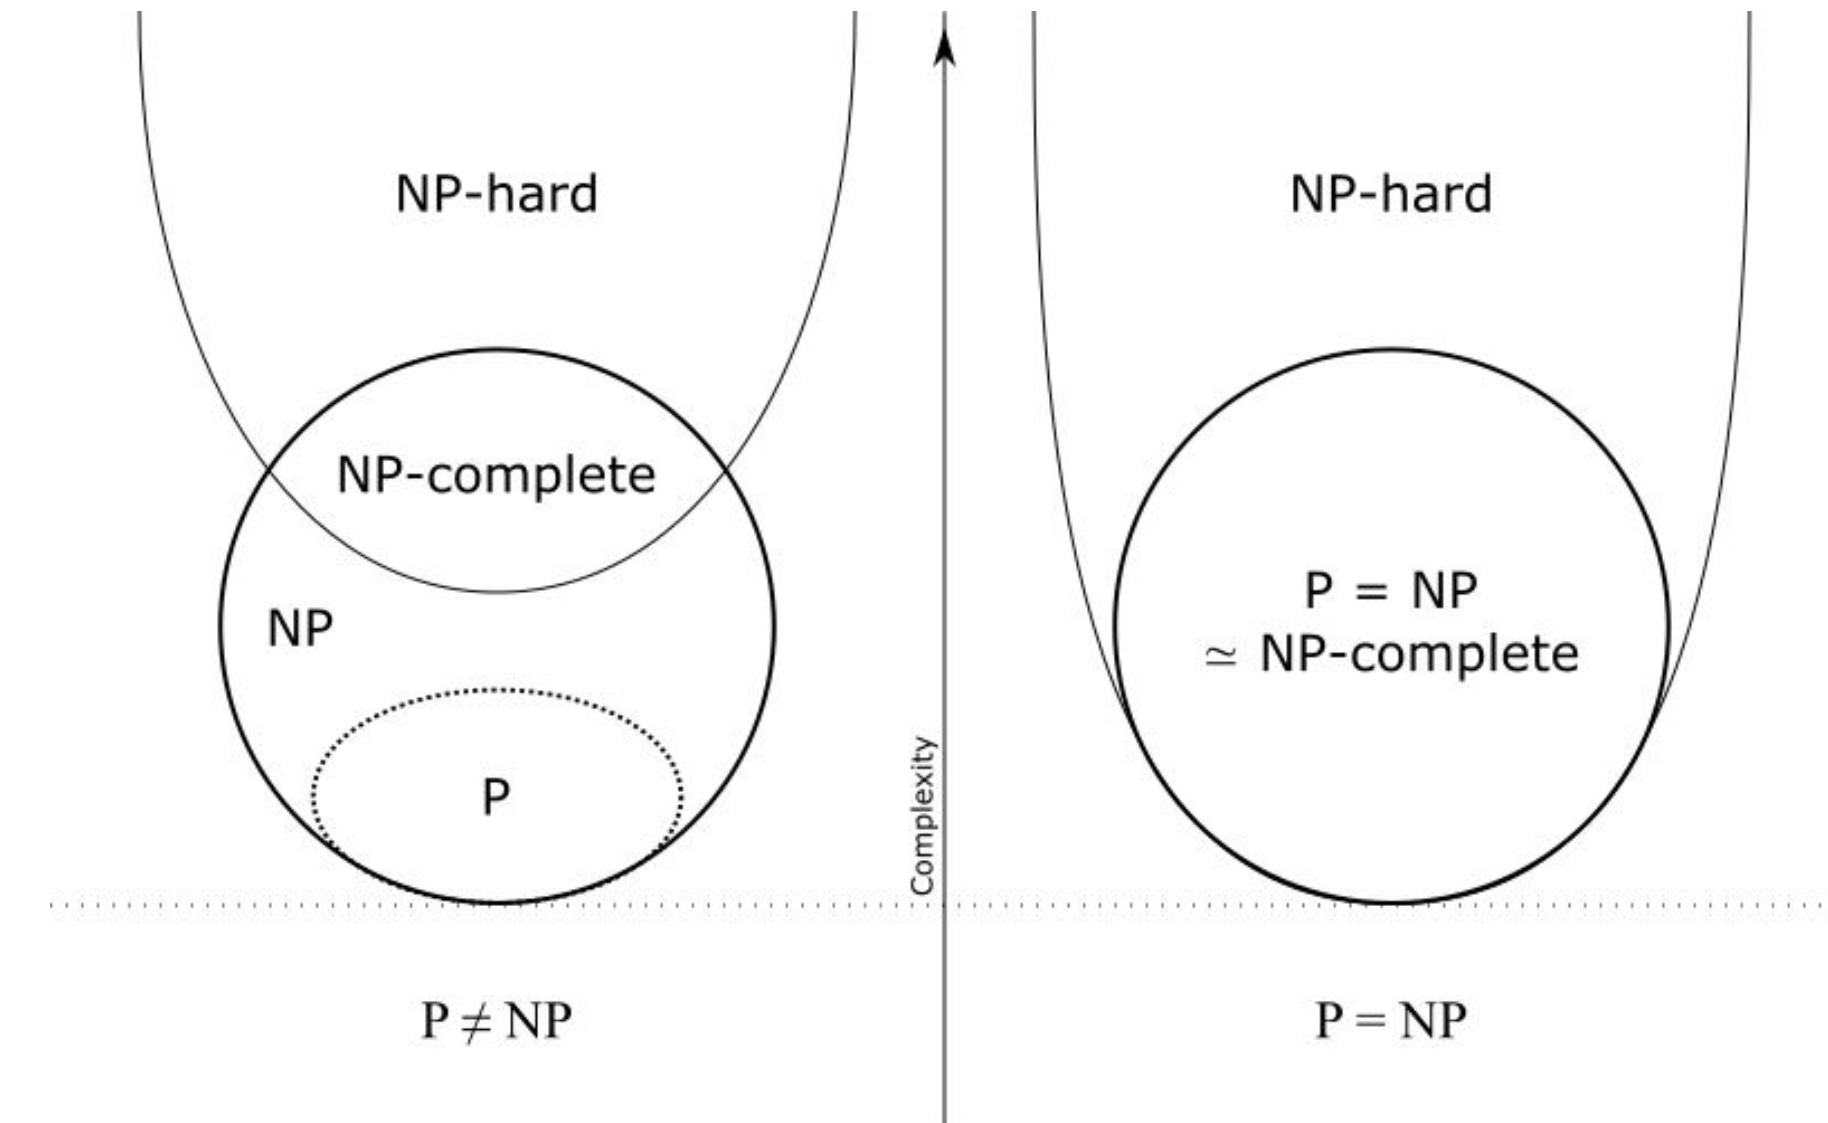 NP-hard
NP-complete
NP
P
P ≠ NP
Complexity
NP-hard
P = NP
≃ NP-complete
P = NP